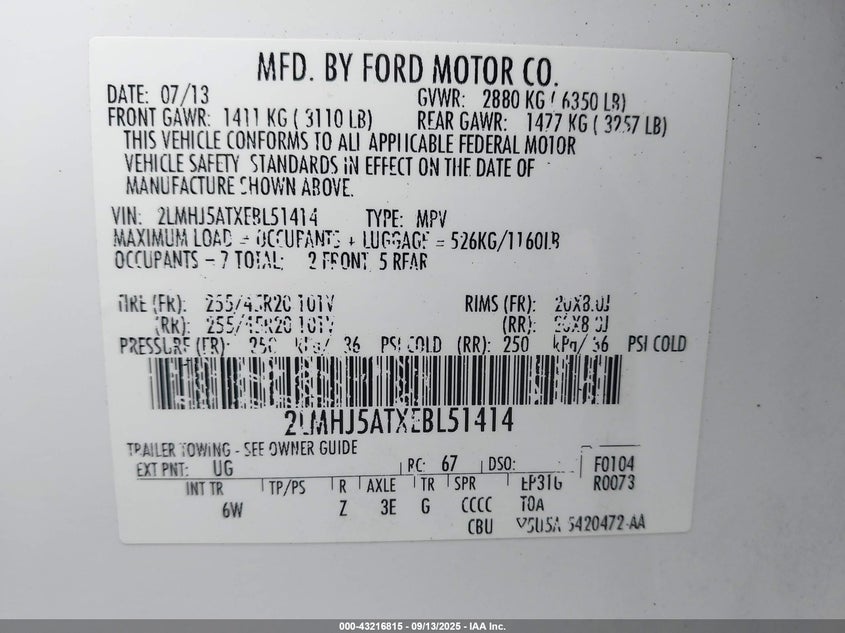 MFD. BY FORD MOTOR CO.
DATE: 07/13 GVWR: 2880 KG ( 6350 LB)
FRONT GAWR: 1411 KG ( 3110 LB) REAR GAWR: 1477 KG ( 3257 LB)
THIS VEHICLE CONFORMS TO ALL APPLICABLE FEDERAL MOTOR
VEHICLE SAFETY STANDARDS IN EFFECT ON THE DATE OF
MANUFACTURE SHOWN ABOVE.
VIN: 2LMHJ5ATXEBL51414 TYPE: MPV
MAXIMUM LOAD = OCCUPANTS + LUGGAGE = 526KG/1160LB
OCCUPANTS - 7 TOTAL; 2 FRONT, 5 REAR
TIRE (FR): 255/45R20 101V RIMS (FR): 20X8.0J
(RR): 255/45R20 101V (RR): 20X8.0J
PRESSURE (FR): 250 kPa/ 36 PSI COLD (RR): 250 kPa/ 36 PSI COLD
2LMHJ5ATXEBL51414
TRAILER TOWING - SEE OWNER GUIDE
EXT PNT: UG RC: 67 DSO: F0104
INT TR TP/PS R AXLE TR SPR R0073
6W Z 3E G CCCC TOA
CBU 5420472-AA
000-43216815 - 09/13/2025 - IAA Inc.